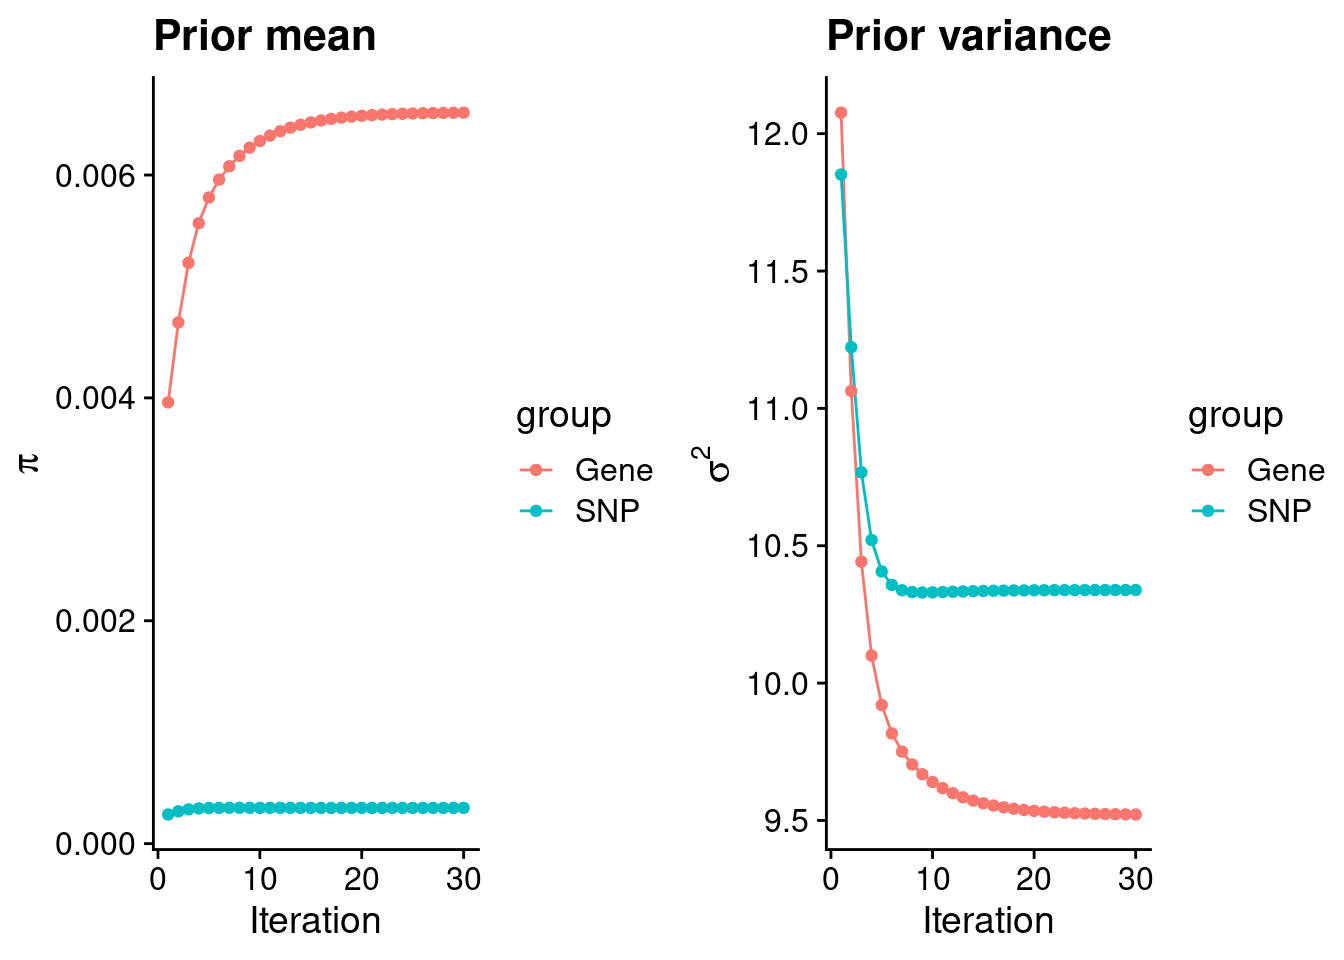 Prior mean
π
0.006
0.004
0.002
0.000
0 10 20 30
Iteration
group
Gene
SNP
Prior variance
σ²
12.0
11.5
11.0
10.5
10.0
9.5
0 10 20 30
Iteration
group
Gene
SNP